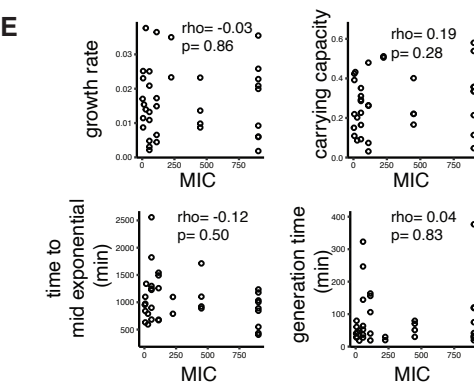 E
growth rate
rho= -0.03
p= 0.86
0.03
0.02
0.01
0.00
0 250 500 750
MIC
carrying capacity
rho= 0.19
p= 0.28
0.6
0.4
0.2
0.0
0 250 500 750
MIC
time to
mid exponential
(min)
rho= -0.12
p= 0.50
2500
2000
1500
1000
500
0 250 500 750
MIC
generation time
(min)
rho= 0.04
p= 0.83
400
300
200
100
0
0 250 500 750
MIC